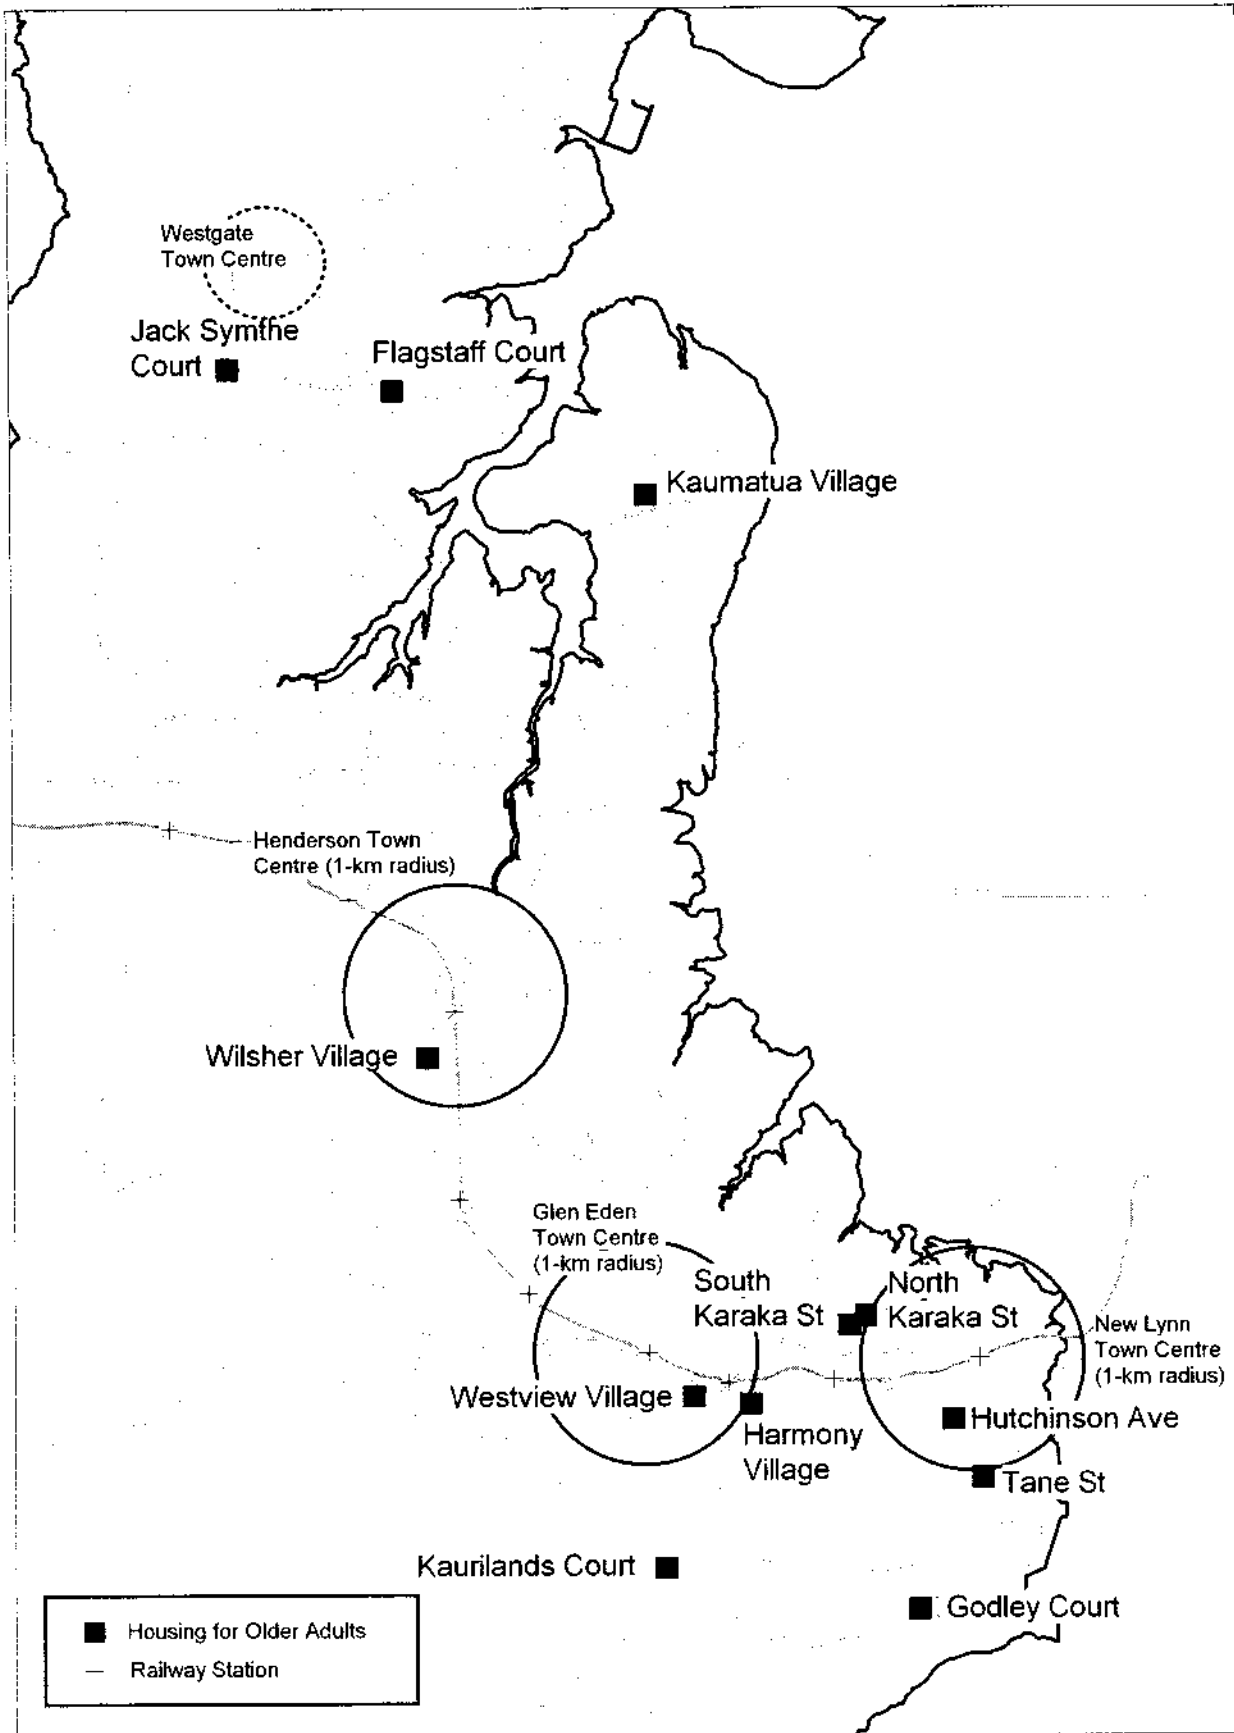 Westgate
Town Centre
Jack Symthe
Court
Flagstaff Court
Kaumatua Village
Henderson Town
Centre (1-km radius)
Wilsher Village
Glen Eden
Town Centre
(1-km radius)
South
Karaka St
North
Karaka St
New Lynn
Town Centre
(1-km radius)
Westview Village
Harmony
Village
Hutchinson Ave
Tane St
Kaurilands Court
Godley Court
Housing for Older Adults
Railway Station